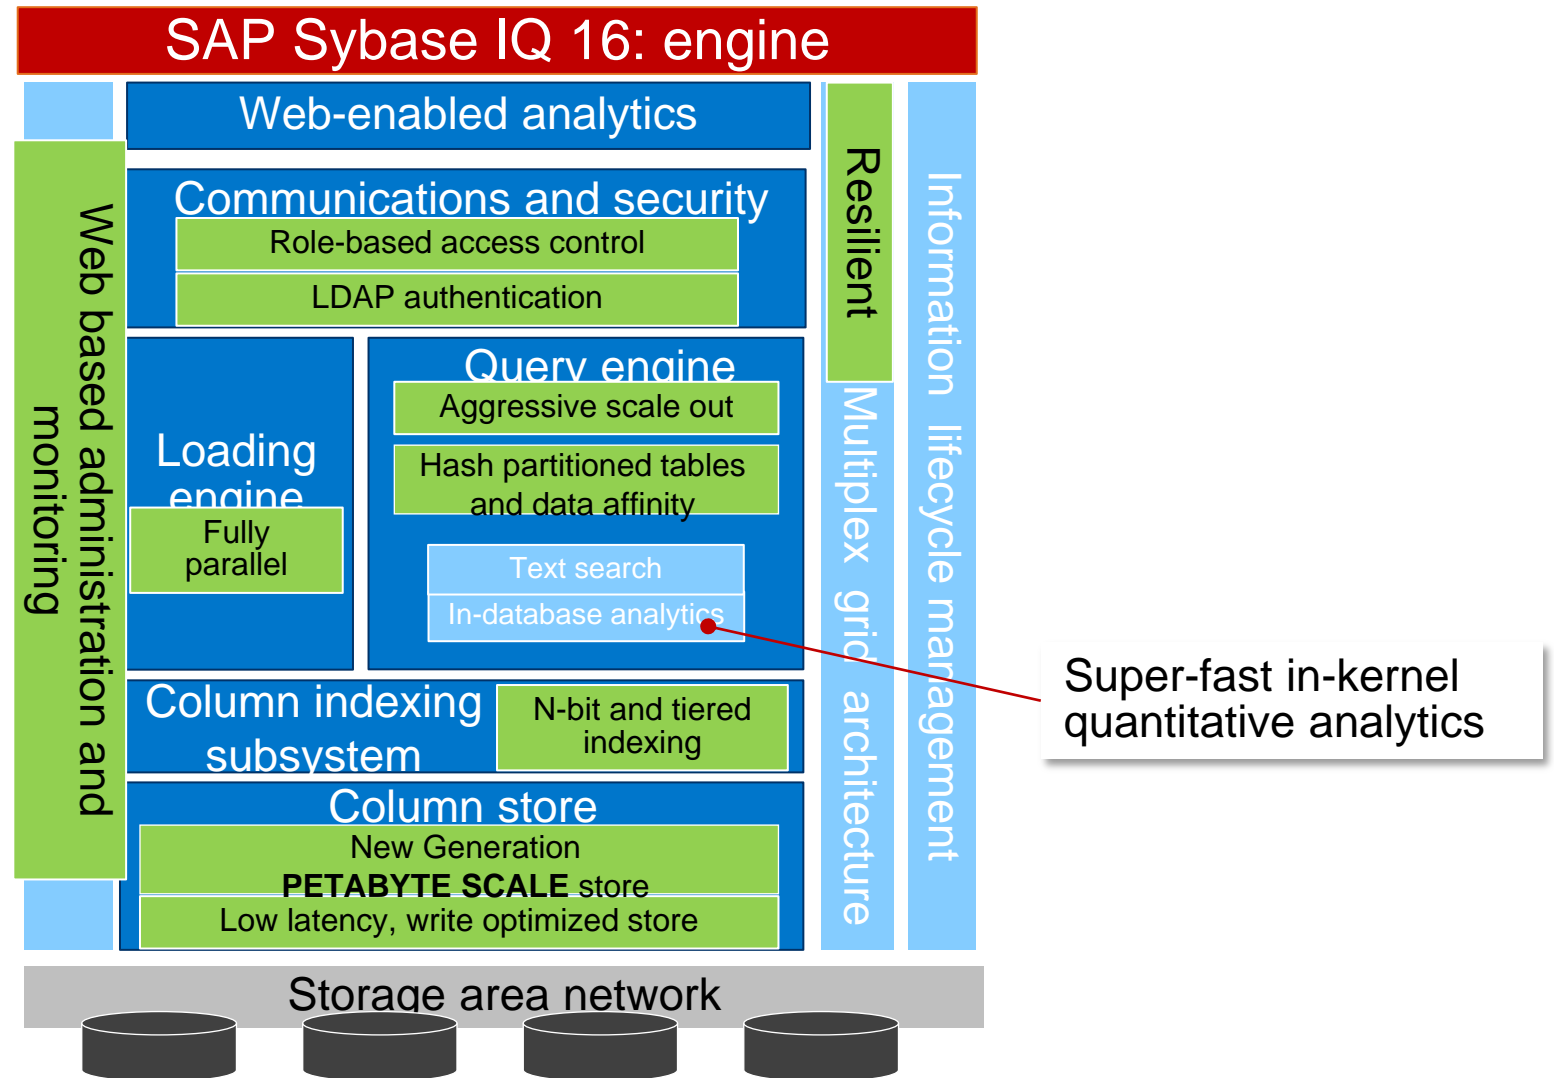 SAP Sybase IQ 16: engine
Web-enabled analytics
Communications and security
Role-based access control
LDAP authentication
Web based administration and
monitoring
Loading
engine
Fully
parallel
Query engine
Aggressive scale out
Hash partitioned tables
and data affinity
Text search
In-database analytics
Column indexing
subsystem
N-bit and tiered
indexing
Column store
New Generation
PETABYTE SCALE store
Low latency, write optimized store
Resilient
Multiplex grid architecture
Information lifecycle management
Super-fast in-kernel
quantitative analytics
Storage area network